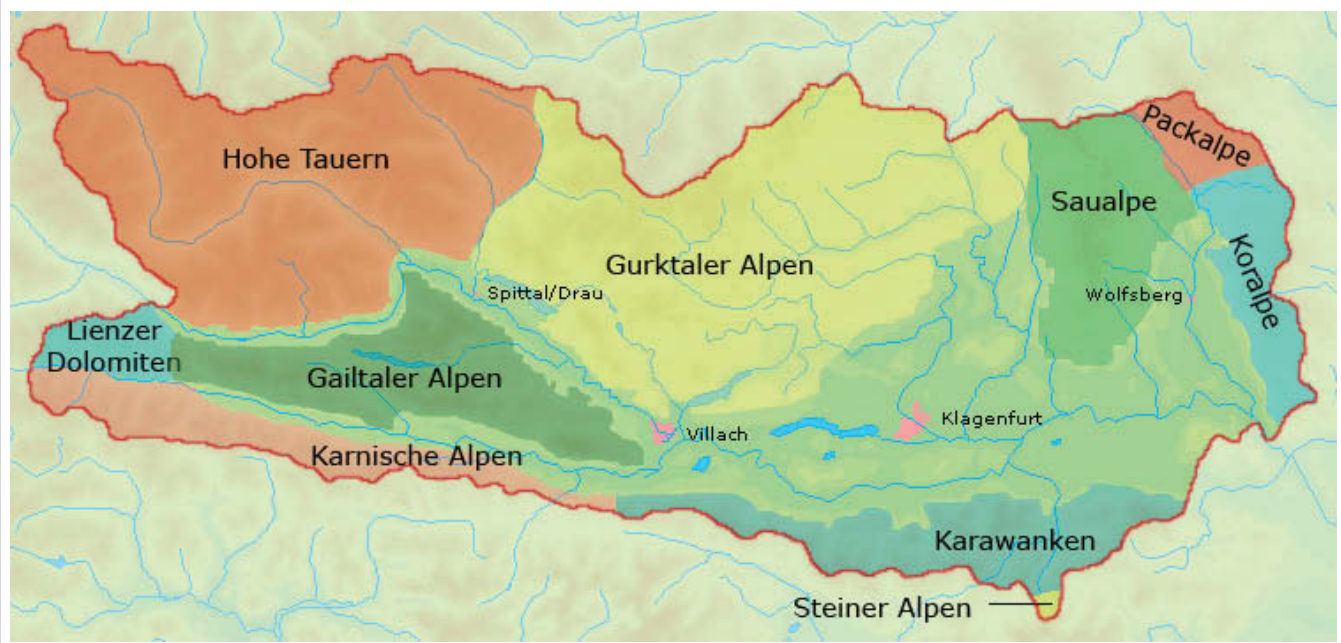 Packalpe
Hohe Tauern
Saualpe
Gurktaler Alpen
Koralpe
Spittal/Drau
Wolfsberg
Lienzer
Dolomiten
Gailtaler Alpen
Klagenfurt
Villach
Karnische Alpen
Karawanken
Steiner Alpen